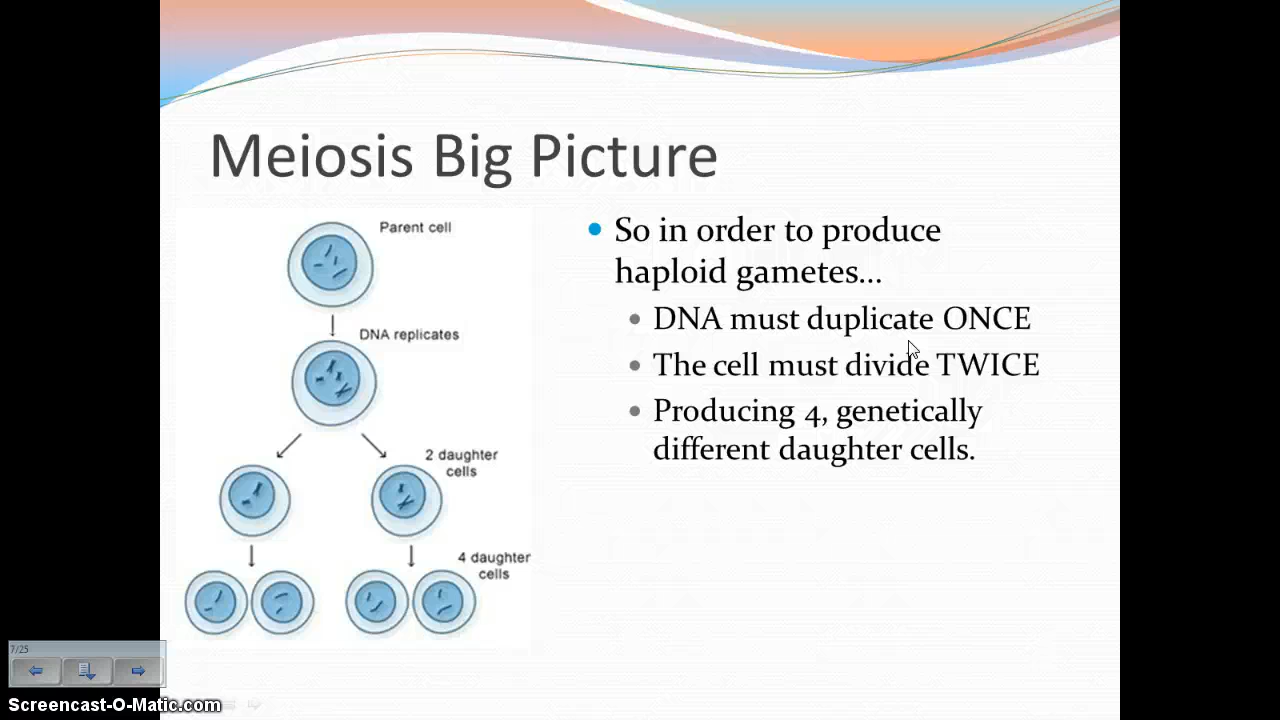 Meiosis Big Picture
Parent cell
DNA replicates
2 daughter
cells
4 daughter
cells
So in order to produce
haploid gametes...
DNA must duplicate ONCE
The cell must divide TWICE
Producing 4, genetically
different daughter cells.
7/25
Screencast-O-Matic.com